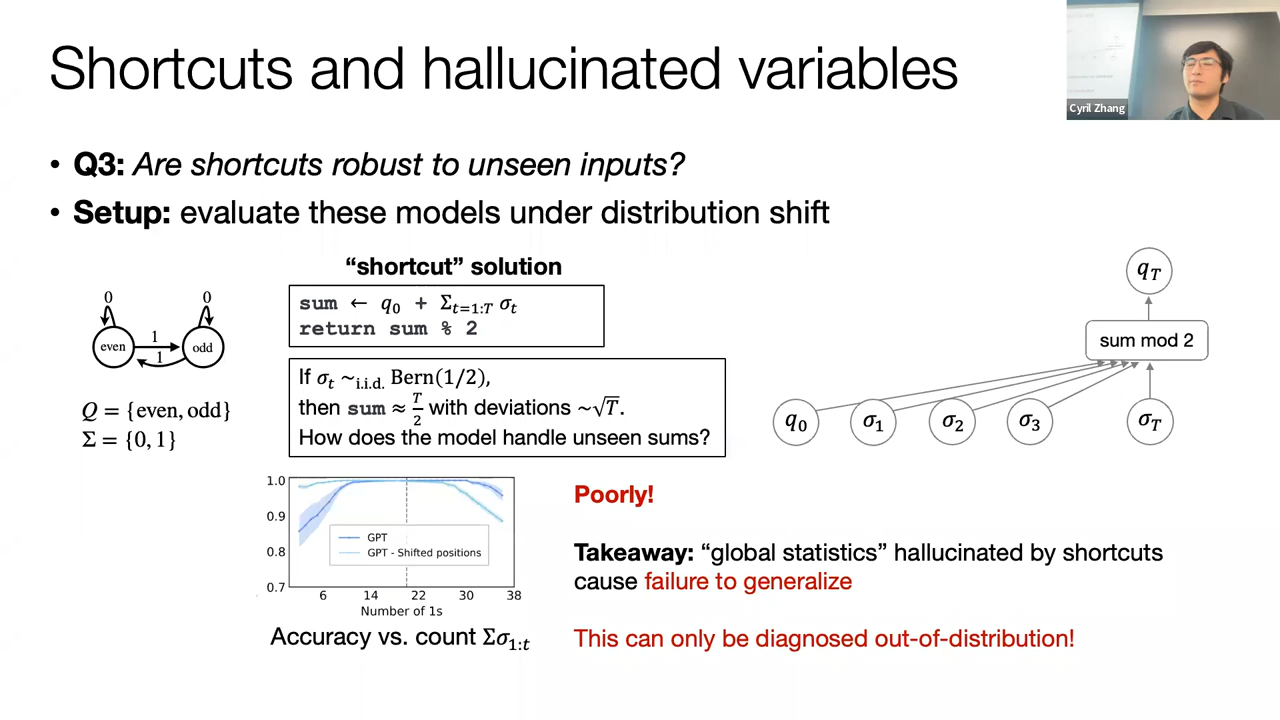 Shortcuts and hallucinated variables
Cyril Zhang
• Q3: Are shortcuts robust to unseen inputs?
• Setup: evaluate these models under distribution shift
“shortcut” solution
sum ← q₀ + Σₜ₌₁:T σₜ
return sum % 2
0 0
even 1 odd
1
Q = {even, odd}
Σ = {0, 1}
If σₜ ~i.i.d. Bern(1/2),
then sum ≈ T/2 with deviations ~√T.
How does the model handle unseen sums?
qT
sum mod 2
q₀ σ₁ σ₂ σ₃ σT
1.0
0.9
0.8
0.7
GPT
GPT - Shifted positions
6 14 22 30 38
Number of 1s
Accuracy vs. count Σσ₁:ₜ
Poorly!
Takeaway: “global statistics” hallucinated by shortcuts
cause failure to generalize
This can only be diagnosed out-of-distribution!